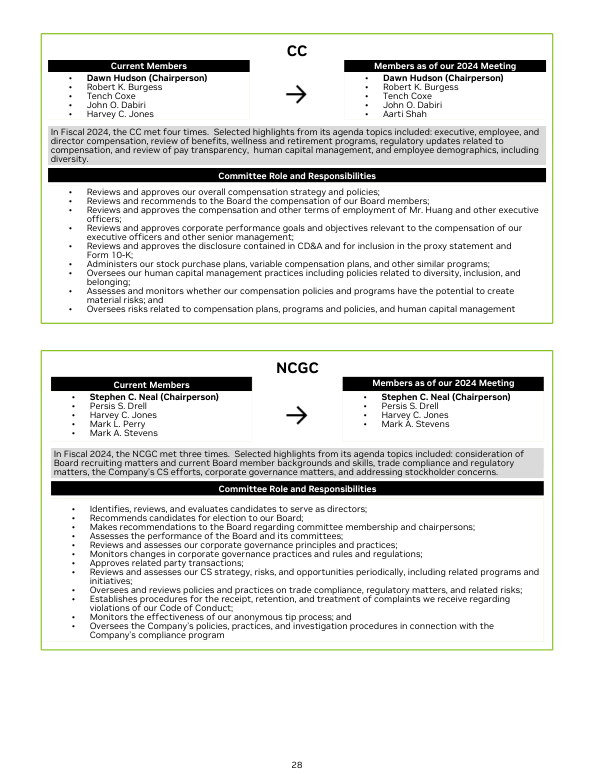 CC
Current Members
• Dawn Hudson (Chairperson)
• Robert K. Burgess
• Tench Coxe
• John O. Dabiri
• Harvey C. Jones
→
Members as of our 2024 Meeting
• Dawn Hudson (Chairperson)
• Robert K. Burgess
• Tench Coxe
• John O. Dabiri
• Aarti Shah
In Fiscal 2024, the CC met four times. Selected highlights from its agenda topics included: executive, employee, and
director compensation, review of benefits, wellness and retirement programs, regulatory updates related to
compensation, and review of pay transparency, human capital management, and employee demographics, including
diversity.
Committee Role and Responsibilities
• Reviews and approves our overall compensation strategy and policies;
• Reviews and recommends to the Board the compensation of our Board members;
• Reviews and approves the compensation and other terms of employment of Mr. Huang and other executive
officers;
• Reviews and approves corporate performance goals and objectives relevant to the compensation of our
executive officers and other senior management;
• Reviews and approves the disclosure contained in CD&A and for inclusion in the proxy statement and
Form 10-K;
• Administers our stock purchase plans, variable compensation plans, and other similar programs;
• Oversees our human capital management practices including policies related to diversity, inclusion, and
belonging;
• Assesses and monitors whether our compensation policies and programs have the potential to create
material risks; and
• Oversees risks related to compensation plans, programs and policies, and human capital management
NCGC
Current Members
• Stephen C. Neal (Chairperson)
• Persis S. Drell
• Harvey C. Jones
• Mark L. Perry
• Mark A. Stevens
→
Members as of our 2024 Meeting
• Stephen C. Neal (Chairperson)
• Persis S. Drell
• Harvey C. Jones
• Mark A. Stevens
In Fiscal 2024, the NCGC met three times. Selected highlights from its agenda topics included: consideration of
Board recruiting matters and current Board member backgrounds and skills, trade compliance and regulatory
matters, the Company's CS efforts, corporate governance matters, and addressing stockholder concerns.
Committee Role and Responsibilities
• Identifies, reviews, and evaluates candidates to serve as directors;
• Recommends candidates for election to our Board;
• Makes recommendations to the Board regarding committee membership and chairpersons;
• Assesses the performance of the Board and its committees;
• Reviews and assesses our corporate governance principles and practices;
• Monitors changes in corporate governance practices and rules and regulations;
• Approves related party transactions;
• Reviews and assesses our CS strategy, risks, and opportunities periodically, including related programs and
initiatives;
• Oversees and reviews policies and practices on trade compliance, regulatory matters, and related risks;
• Establishes procedures for the receipt, retention, and treatment of complaints we receive regarding
violations of our Code of Conduct;
• Monitors the effectiveness of our anonymous tip process; and
• Oversees the Company's policies, practices, and investigation procedures in connection with the
Company's compliance program
28